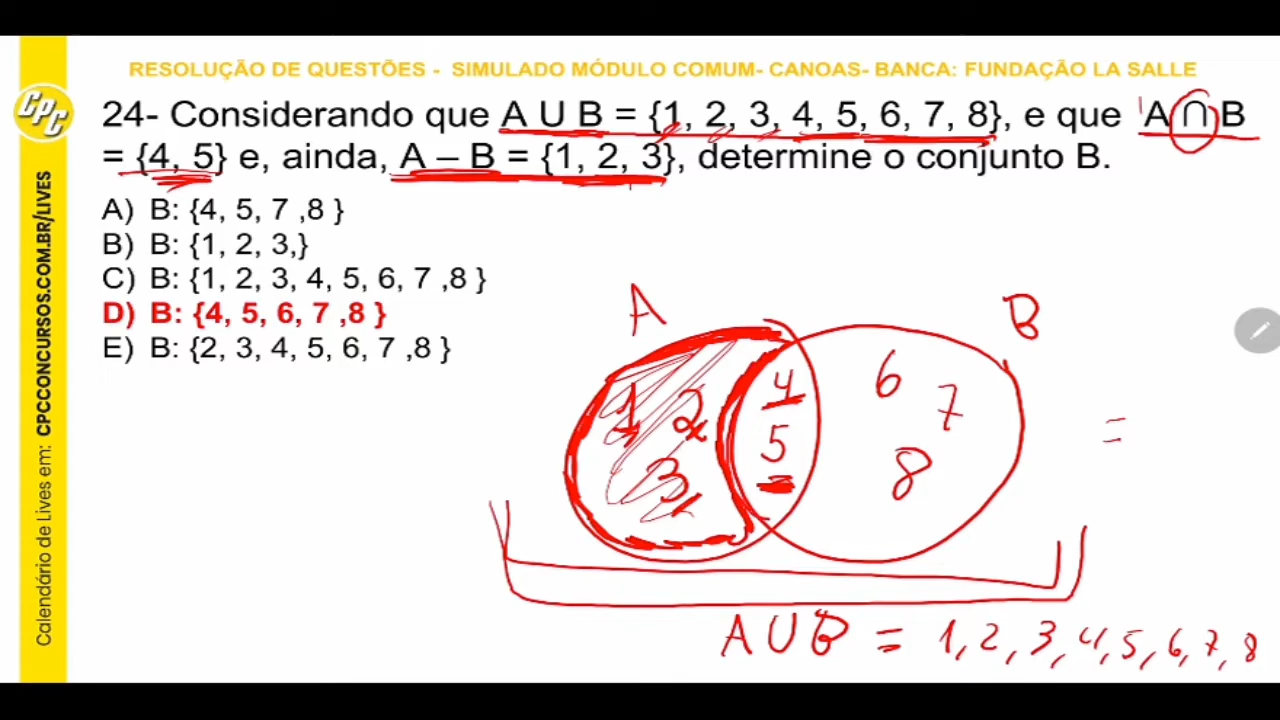 RESOLUÇÃO DE QUESTÕES - SIMULADO MÓDULO COMUM- CANOAS- BANCA: FUNDAÇÃO LA SALLE
CPC
24- Considerando que A U B = {1, 2, 3, 4, 5, 6, 7, 8}, e que A ∩ B
= {4, 5} e, ainda, A – B = {1, 2, 3}, determine o conjunto B.
A) B: {4, 5, 7 ,8 }
B) B: {1, 2, 3,}
C) B: {1, 2, 3, 4, 5, 6, 7 ,8 }
D) B: {4, 5, 6, 7 ,8 }
E) B: {2, 3, 4, 5, 6, 7 ,8 }
Calendário de Lives em: CPCCONCURSOS.COM.BR/LIVES
A B
1 2 4 6 7
3 5 8 =
A U B = 1, 2, 3, 4, 5, 6, 7, 8